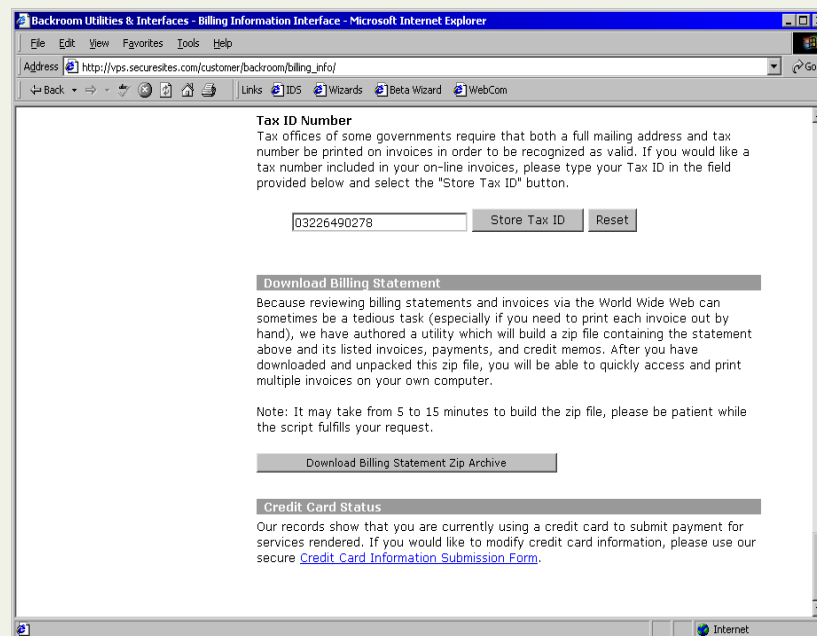 Backroom Utilities & Interfaces - Billing Information Interface - Microsoft Internet Explorer
File Edit View Favorites Tools Help
Address http://vps.securesites.com/customer/backroom/billing_info/ Go
Back Links IDS Wizards Beta Wizard WebCom
Tax ID Number
Tax offices of some governments require that both a full mailing address and tax
number be printed on invoices in order to be recognized as valid. If you would like a
tax number included in your on-line invoices, please type your Tax ID in the field
provided below and select the "Store Tax ID" button.
03226490278 Store Tax ID Reset
Download Billing Statement
Because reviewing billing statements and invoices via the World Wide Web can
sometimes be a tedious task (especially if you need to print each invoice out by
hand), we have authored a utility which will build a zip file containing the statement
above and its listed invoices, payments, and credit memos. After you have
downloaded and unpacked this zip file, you will be able to quickly access and print
multiple invoices on your own computer.
Note: It may take from 5 to 15 minutes to build the zip file, please be patient while
the script fulfills your request.
Download Billing Statement Zip Archive
Credit Card Status
Our records show that you are currently using a credit card to submit payment for
services rendered. If you would like to modify credit card information, please use our
secure Credit Card Information Submission Form.
Internet